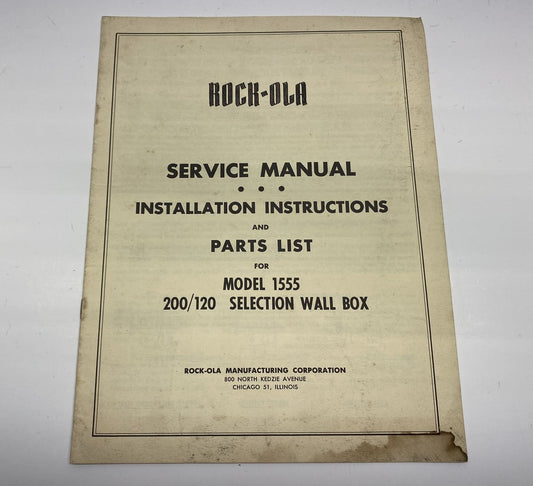 ROCK-OLA
SERVICE MANUAL
• • •
INSTALLATION INSTRUCTIONS
AND
PARTS LIST
FOR
MODEL 1555
200/120 SELECTION WALL BOX
ROCK-OLA MANUFACTURING CORPORATION
800 NORTH KEDZIE AVENUE
CHICAGO 51, ILLINOIS